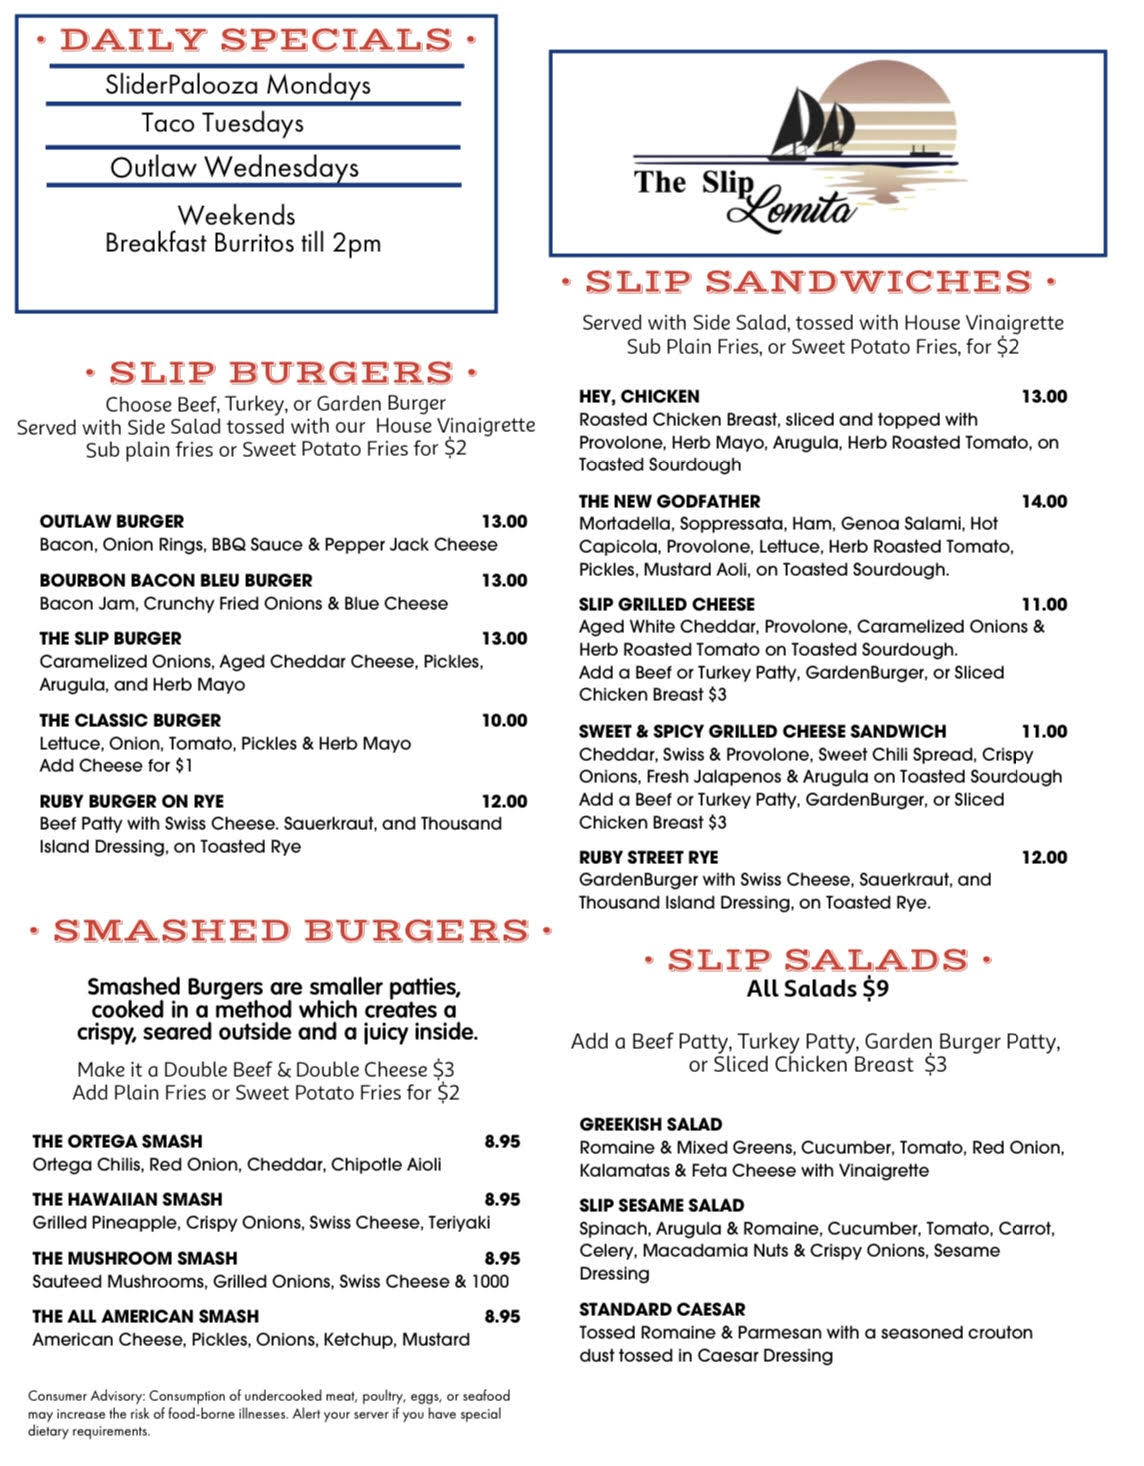 • DAILY SPECIALS •
SliderPalooza Mondays
Taco Tuesdays
Outlaw Wednesdays
Weekends
Breakfast Burritos till 2pm
• SLIP BURGERS •
Choose Beef, Turkey, or Garden Burger
Served with Side Salad tossed with our House Vinaigrette
Sub plain fries or Sweet Potato Fries for $2
OUTLAW BURGER 13.00
Bacon, Onion Rings, BBQ Sauce & Pepper Jack Cheese
BOURBON BACON BLEU BURGER 13.00
Bacon Jam, Crunchy Fried Onions & Blue Cheese
THE SLIP BURGER 13.00
Caramelized Onions, Aged Cheddar Cheese, Pickles,
Arugula, and Herb Mayo
THE CLASSIC BURGER 10.00
Lettuce, Onion, Tomato, Pickles & Herb Mayo
Add Cheese for $1
RUBY BURGER ON RYE 12.00
Beef Patty with Swiss Cheese. Sauerkraut, and Thousand
Island Dressing, on Toasted Rye
• SMASHED BURGERS •
Smashed Burgers are smaller patties,
cooked in a method which creates a
crispy, seared outside and a juicy inside.
Make it a Double Beef & Double Cheese $3
Add Plain Fries or Sweet Potato Fries for $2
THE ORTEGA SMASH 8.95
Ortega Chilis, Red Onion, Cheddar, Chipotle Aioli
THE HAWAIIAN SMASH 8.95
Grilled Pineapple, Crispy Onions, Swiss Cheese, Teriyaki
THE MUSHROOM SMASH 8.95
Sauteed Mushrooms, Grilled Onions, Swiss Cheese & 1000
THE ALL AMERICAN SMASH 8.95
American Cheese, Pickles, Onions, Ketchup, Mustard
Consumer Advisory: Consumption of undercooked meat, poultry, eggs, or seafood
may increase the risk of food-borne illnesses. Alert your server if you have special
dietary requirements.
The Slip
Lomita
• SLIP SANDWICHES •
Served with Side Salad, tossed with House Vinaigrette
Sub Plain Fries, or Sweet Potato Fries, for $2
HEY, CHICKEN 13.00
Roasted Chicken Breast, sliced and topped with
Provolone, Herb Mayo, Arugula, Herb Roasted Tomato, on
Toasted Sourdough
THE NEW GODFATHER 14.00
Mortadella, Soppressata, Ham, Genoa Salami, Hot
Capicola, Provolone, Lettuce, Herb Roasted Tomato,
Pickles, Mustard Aoli, on Toasted Sourdough.
SLIP GRILLED CHEESE 11.00
Aged White Cheddar, Provolone, Caramelized Onions &
Herb Roasted Tomato on Toasted Sourdough.
Add a Beef or Turkey Patty, GardenBurger, or Sliced
Chicken Breast $3
SWEET & SPICY GRILLED CHEESE SANDWICH 11.00
Cheddar, Swiss & Provolone, Sweet Chili Spread, Crispy
Onions, Fresh Jalapenos & Arugula on Toasted Sourdough
Add a Beef or Turkey Patty, GardenBurger, or Sliced
Chicken Breast $3
RUBY STREET RYE 12.00
GardenBurger with Swiss Cheese, Sauerkraut, and
Thousand Island Dressing, on Toasted Rye.
• SLIP SALADS •
All Salads $9
Add a Beef Patty, Turkey Patty, Garden Burger Patty,
or Sliced Chicken Breast $3
GREEKISH SALAD
Romaine & Mixed Greens, Cucumber, Tomato, Red Onion,
Kalamatas & Feta Cheese with Vinaigrette
SLIP SESAME SALAD
Spinach, Arugula & Romaine, Cucumber, Tomato, Carrot,
Celery, Macadamia Nuts & Crispy Onions, Sesame
Dressing
STANDARD CAESAR
Tossed Romaine & Parmesan with a seasoned crouton
dust tossed in Caesar Dressing